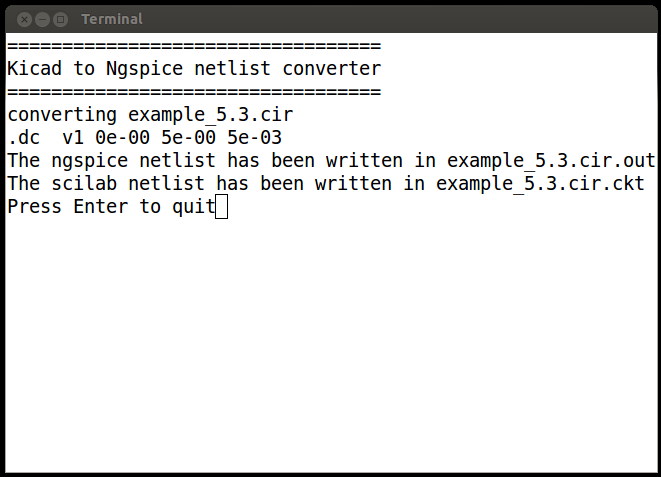 Terminal
==================================
Kicad to Ngspice netlist converter
==================================
converting example_5.3.cir
.dc  v1 0e-00 5e-00 5e-03
The ngspice netlist has been written in example_5.3.cir.out
The scilab netlist has been written in example_5.3.cir.ckt
Press Enter to quit